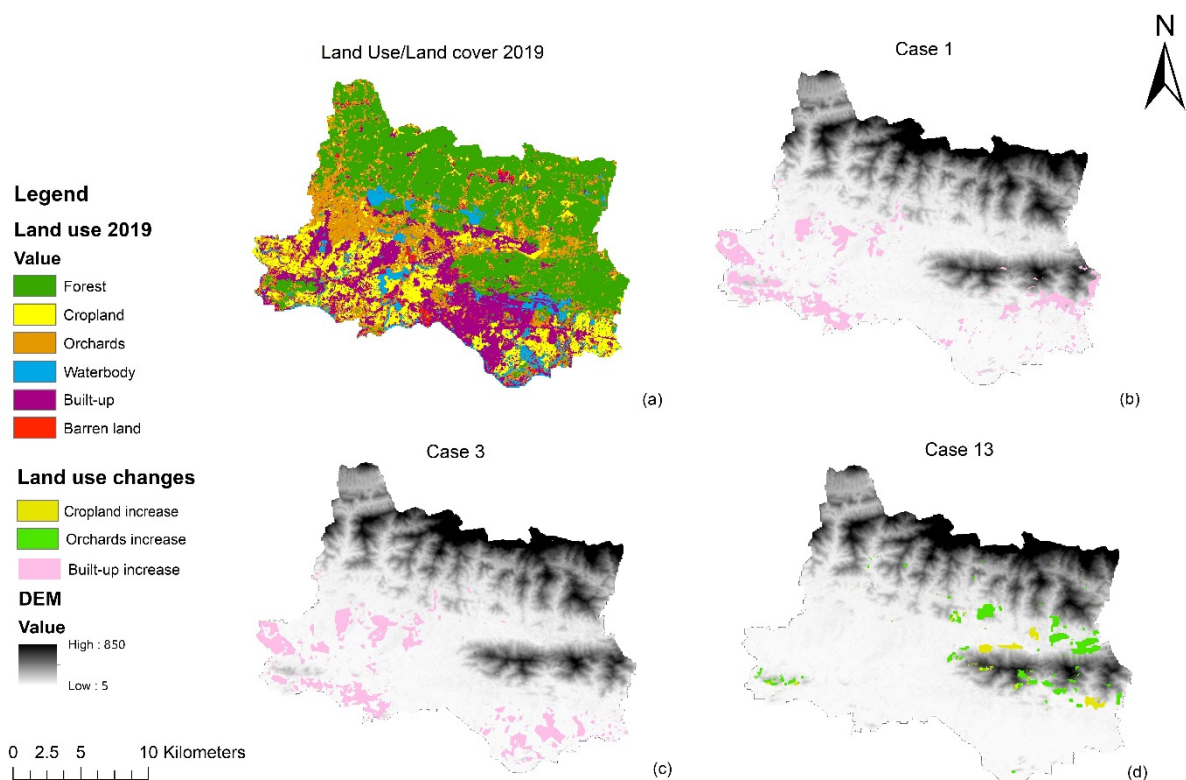 N
Land Use/Land cover 2019
Case 1
Legend
Land use 2019
Value
Forest
Cropland
Orchards
Waterbody
Built-up
Barren land
(a)
(b)
Case 3
Case 13
Land use changes
Cropland increase
Orchards increase
Built-up increase
DEM
Value
High : 850
Low : 5
0 2.5 5 10 Kilometers
(c)
(d)